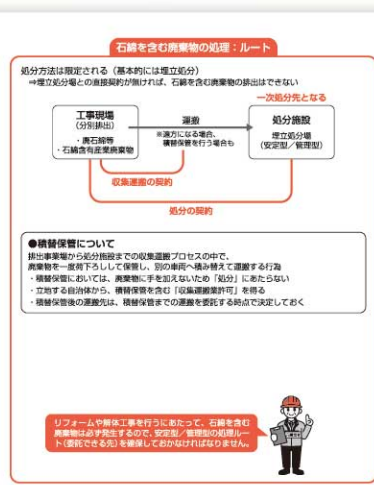 石綿を含む廃棄物の処理：ルート
処分方法は限定される（基本的には埋立処分）
⇒埋立処分場との直接契約が無ければ、石綿を含む廃棄物の排出はできない
一次処分先となる
工事現場
（分別排出）
・廃石綿等
・石綿含有産業廃棄物
運搬
※遠方になる場合、
積替保管を行う場合も
処分施設
埋立処分場
（安定型／管理型）
収集運搬の契約
処分の契約
●積替保管について
排出事業場から処分施設までの収集運搬プロセスの中で、
廃棄物を一度荷下ろしして保管し、別の車両へ積み替えて運搬する行為
・積替保管においては、廃棄物に手を加えないため「処分」にあたらない
・立地する自治体から、積替保管を含む「収集運搬業許可」を得る
・積替保管後の運搬先は、積替保管までの運搬を委託する時点で決定しておく
リフォームや解体工事を行うにあたって、石綿を含む
廃棄物は必ず発生するので、安定型／管理型の処理ルー
ト（委託できる先）を確保しておかなければなりません。